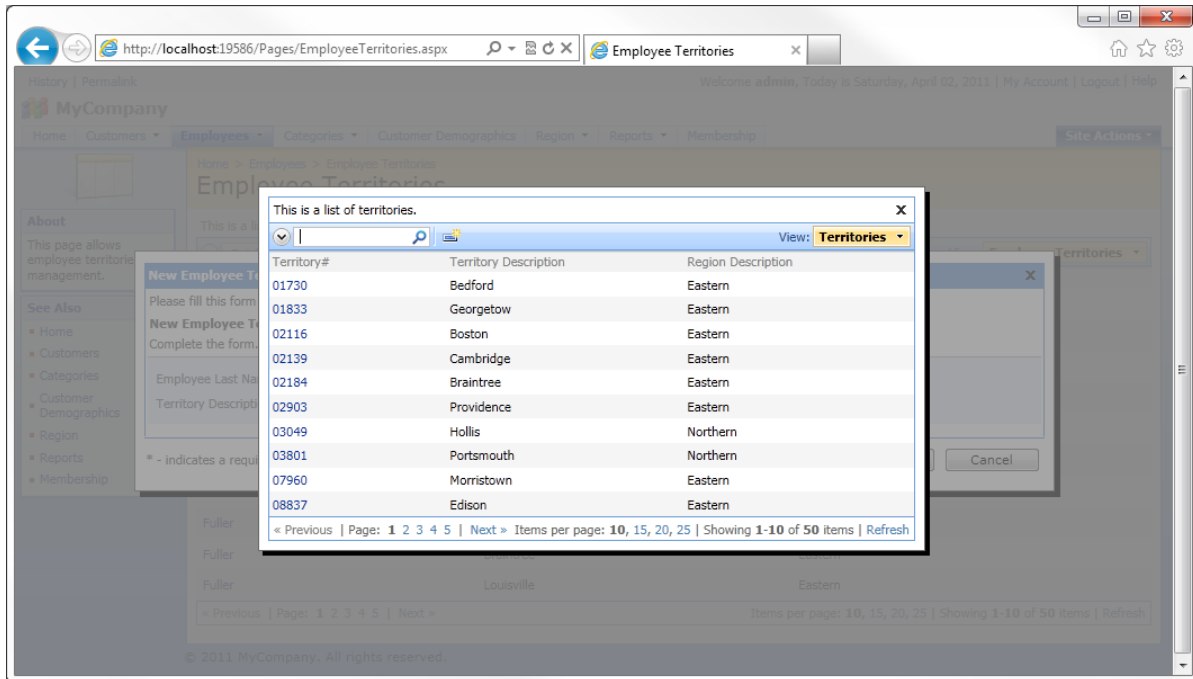 http://localhost:19586/Pages/EmployeeTerritories.aspx
Employee Territories
History | Permalink
Welcome admin, Today is Saturday, April 02, 2011 | My Account | Logout | Help
MyCompany
Home Customers Employees Categories Customer Demographics Region Reports Membership Site Actions
Home > Employees > Employee Territories
Employee Territories
About
This page allows
employee territorie
management.
See Also
Home
Customers
Categories
Customer
Demographics
Region
Reports
Membership
This is a li
Territories
New Employee Te
Please fill this form
New Employee Te
Complete the form.
Employee Last Na
Territory Descripti
* - indicates a requi
Cancel
This is a list of territories.
View: Territories
Territory# Territory Description Region Description
01730 Bedford Eastern
01833 Georgetow Eastern
02116 Boston Eastern
02139 Cambridge Eastern
02184 Braintree Eastern
02903 Providence Eastern
03049 Hollis Northern
03801 Portsmouth Northern
07960 Morristown Eastern
08837 Edison Eastern
« Previous | Page: 1 2 3 4 5 | Next » Items per page: 10, 15, 20, 25 | Showing 1-10 of 50 items | Refresh
Fuller
Fuller Braintree Eastern
Fuller Louisville Eastern
« Previous | Page: 1 2 3 4 5 | Next » Items per page: 10, 15, 20, 25 | Showing 1-10 of 50 items | Refresh
© 2011 MyCompany. All rights reserved.